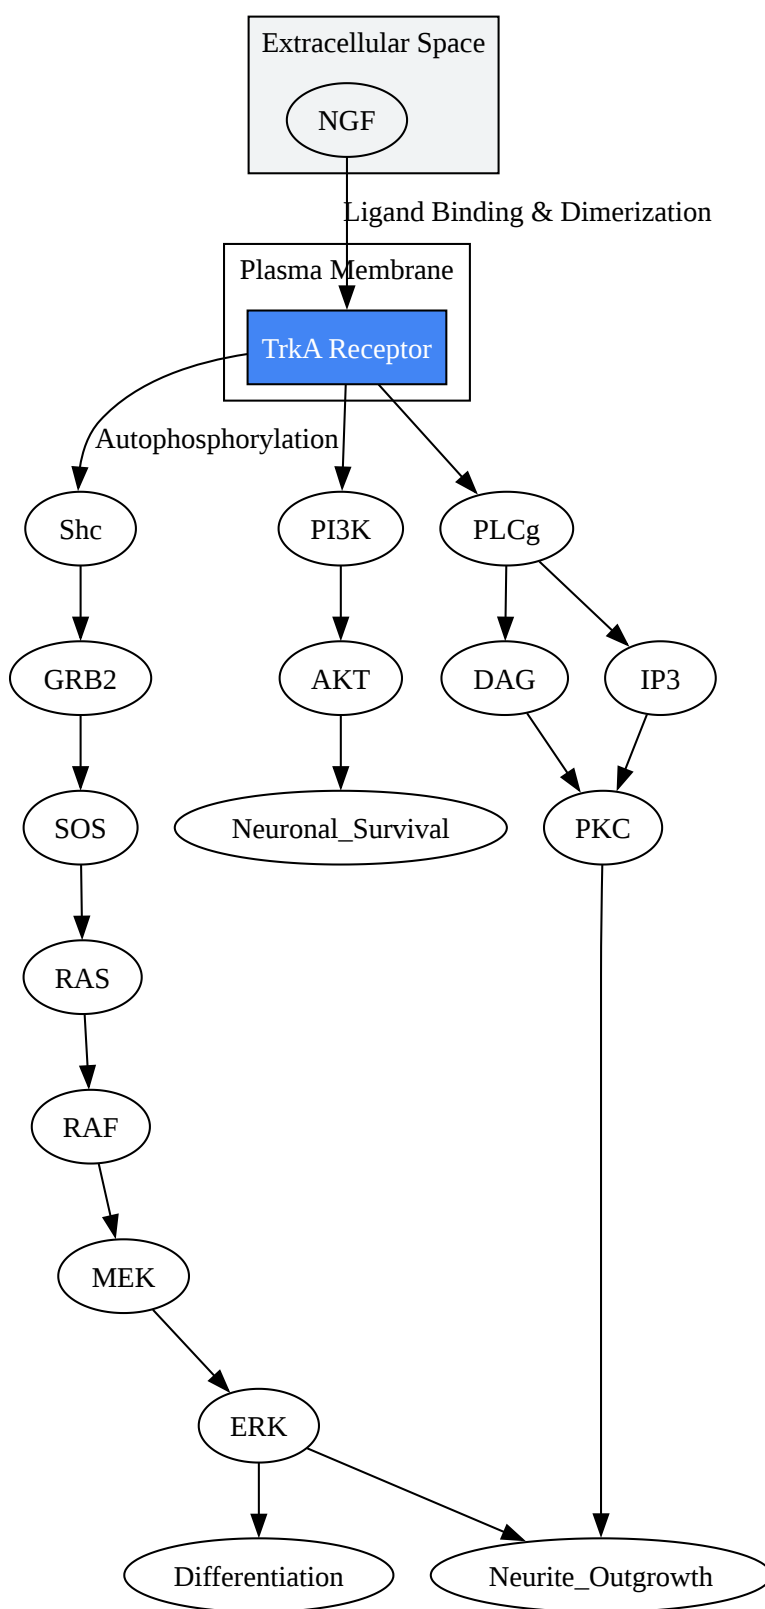 Extracellular Space
NGF
Ligand Binding & Dimerization
Plasma Membrane
TrkA Receptor
Autophosphorylation
Shc
PI3K
PLCg
GRB2
AKT
DAG
IP3
SOS
Neuronal_Survival
PKC
RAS
RAF
MEK
ERK
Differentiation
Neurite_Outgrowth